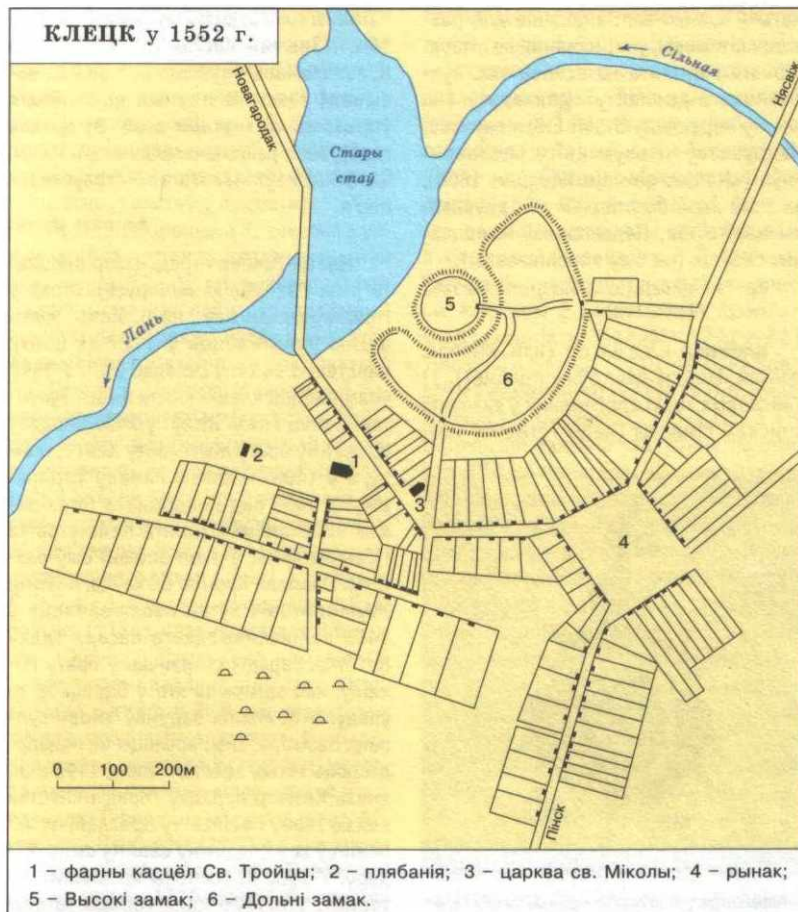 КЛЕЦК у 1552 г.
Новагародак
Сільная
Нясвіж
Стары
стаў
Лань
5
6
2
1
3
4
0 100 200м
Пінск
1 – фарны касцёл Св. Тройцы; 2 – плябанія; 3 – царква св. Міколы; 4 – рынак;
5 – Высокі замак; 6 – Дольні замак.